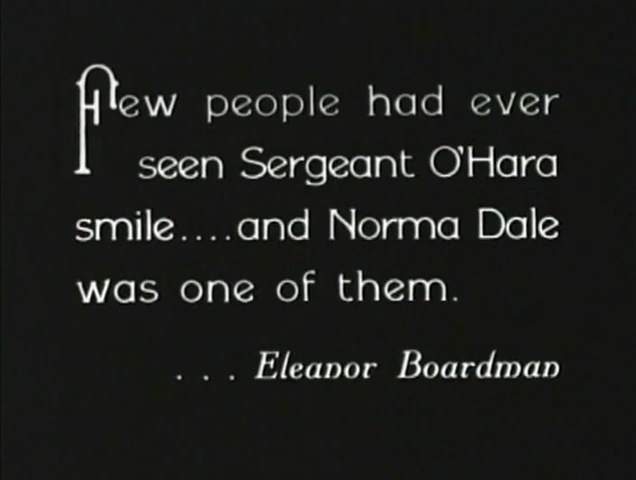 Few people had ever
seen Sergeant O'Hara
smile....and Norma Dale
was one of them.
. . . Eleanor Boardman